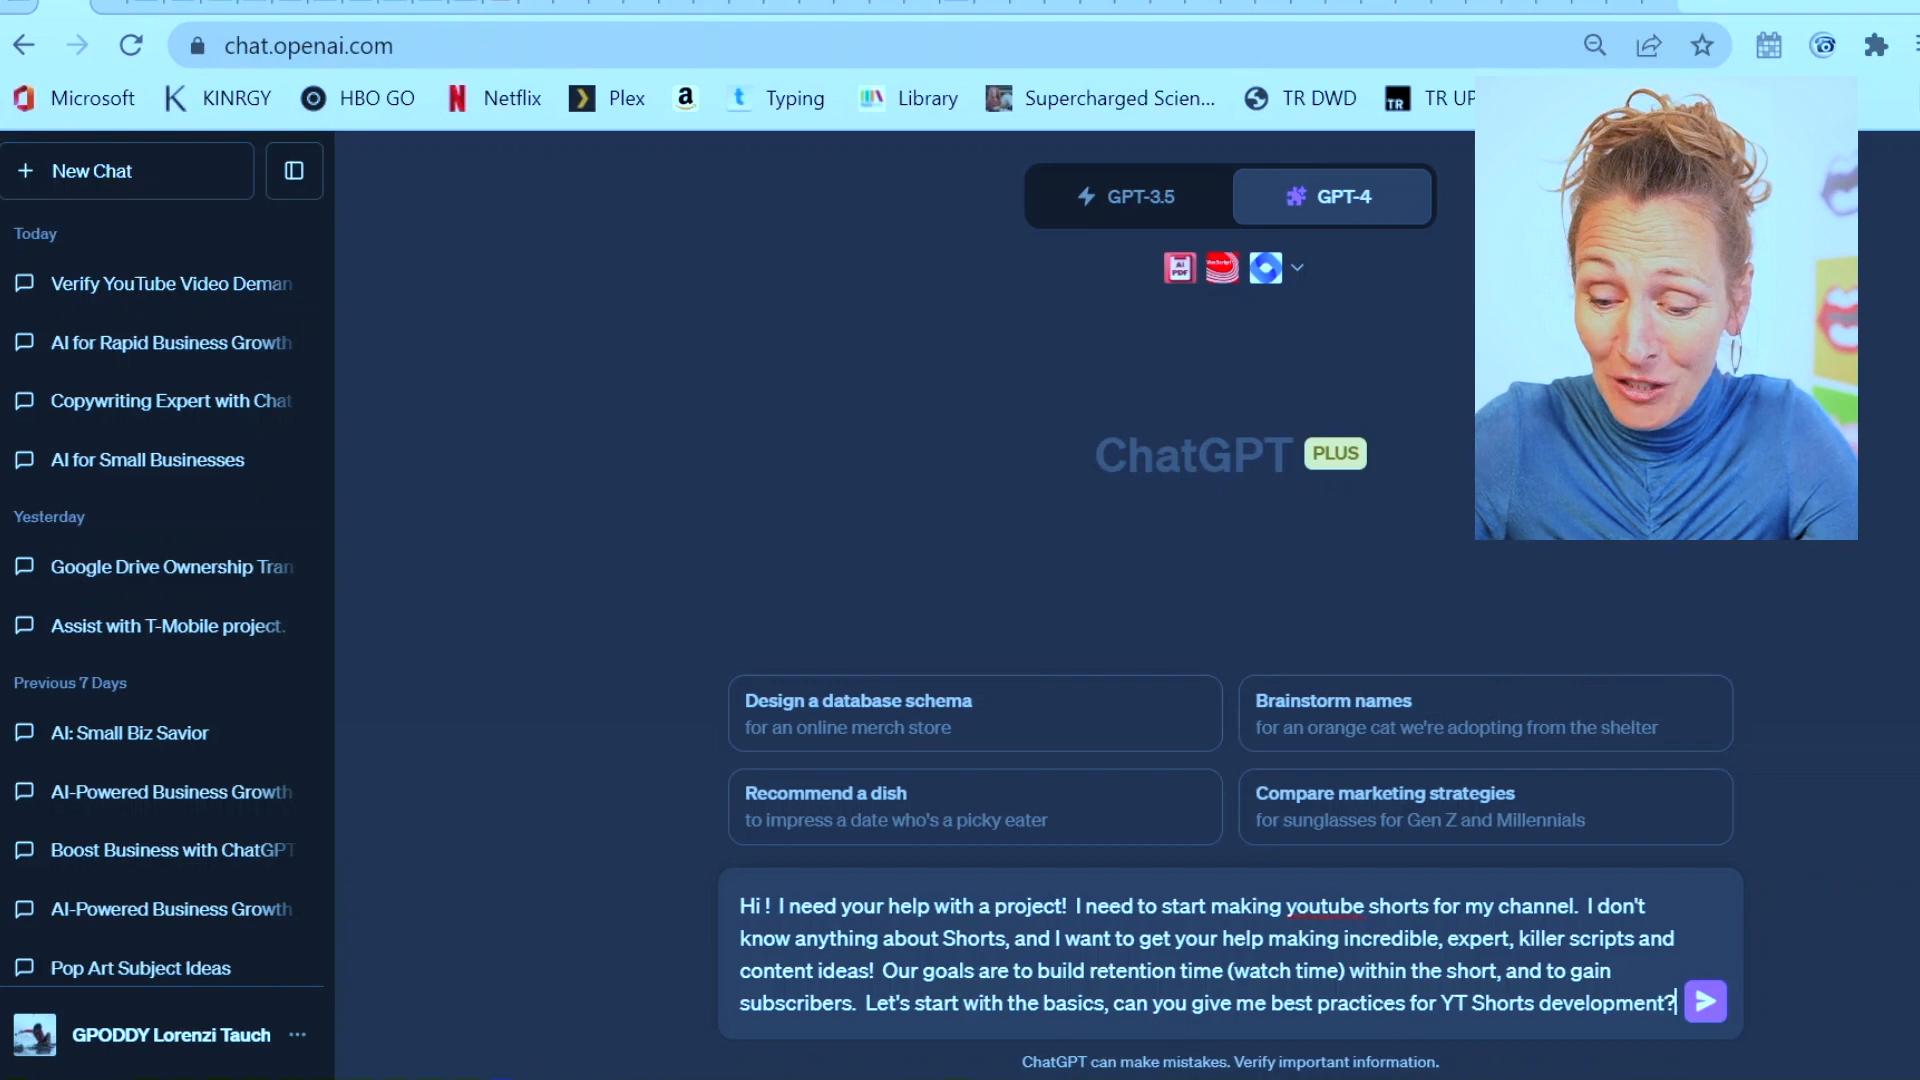 chat.openai.com
Microsoft KINRGY HBO GO Netflix Plex a t Typing Library Supercharged Scien... TR DWD TR TR UP
New Chat
GPT-3.5 GPT-4
Today
AI PDF
Verify YouTube Video Deman
AI for Rapid Business Growth
Copywriting Expert with Chat
ChatGPT PLUS
AI for Small Businesses
Yesterday
Google Drive Ownership Tran
Assist with T-Mobile project.
Previous 7 Days
AI: Small Biz Savior
AI-Powered Business Growth
Boost Business with ChatGPT
AI-Powered Business Growth
Pop Art Subject Ideas
GPODDY Lorenzi Tauch
Design a database schema
for an online merch store
Brainstorm names
for an orange cat we're adopting from the shelter
Recommend a dish
to impress a date who's a picky eater
Compare marketing strategies
for sunglasses for Gen Z and Millennials
Hi ! I need your help with a project! I need to start making youtube shorts for my channel. I don't
know anything about Shorts, and I want to get your help making incredible, expert, killer scripts and
content ideas! Our goals are to build retention time (watch time) within the short, and to gain
subscribers. Let's start with the basics, can you give me best practices for YT Shorts development?
ChatGPT can make mistakes. Verify important information.